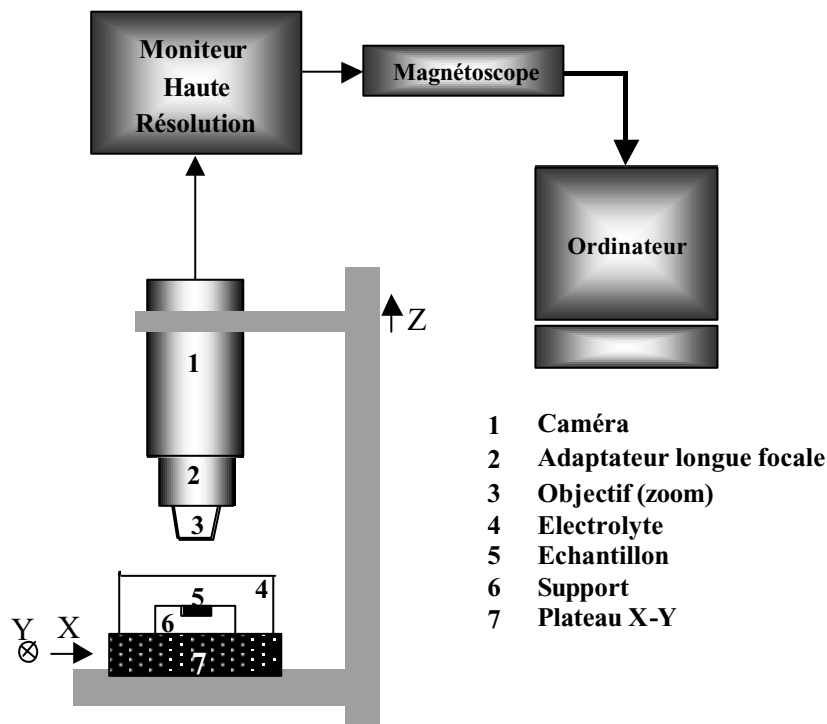 Moniteur
Haute
Résolution
Magnétoscope
Ordinateur
Z
1
2
3
4
5
6
7
Y X
1 Caméra
2 Adaptateur longue focale
3 Objectif (zoom)
4 Electrolyte
5 Echantillon
6 Support
7 Plateau X-Y